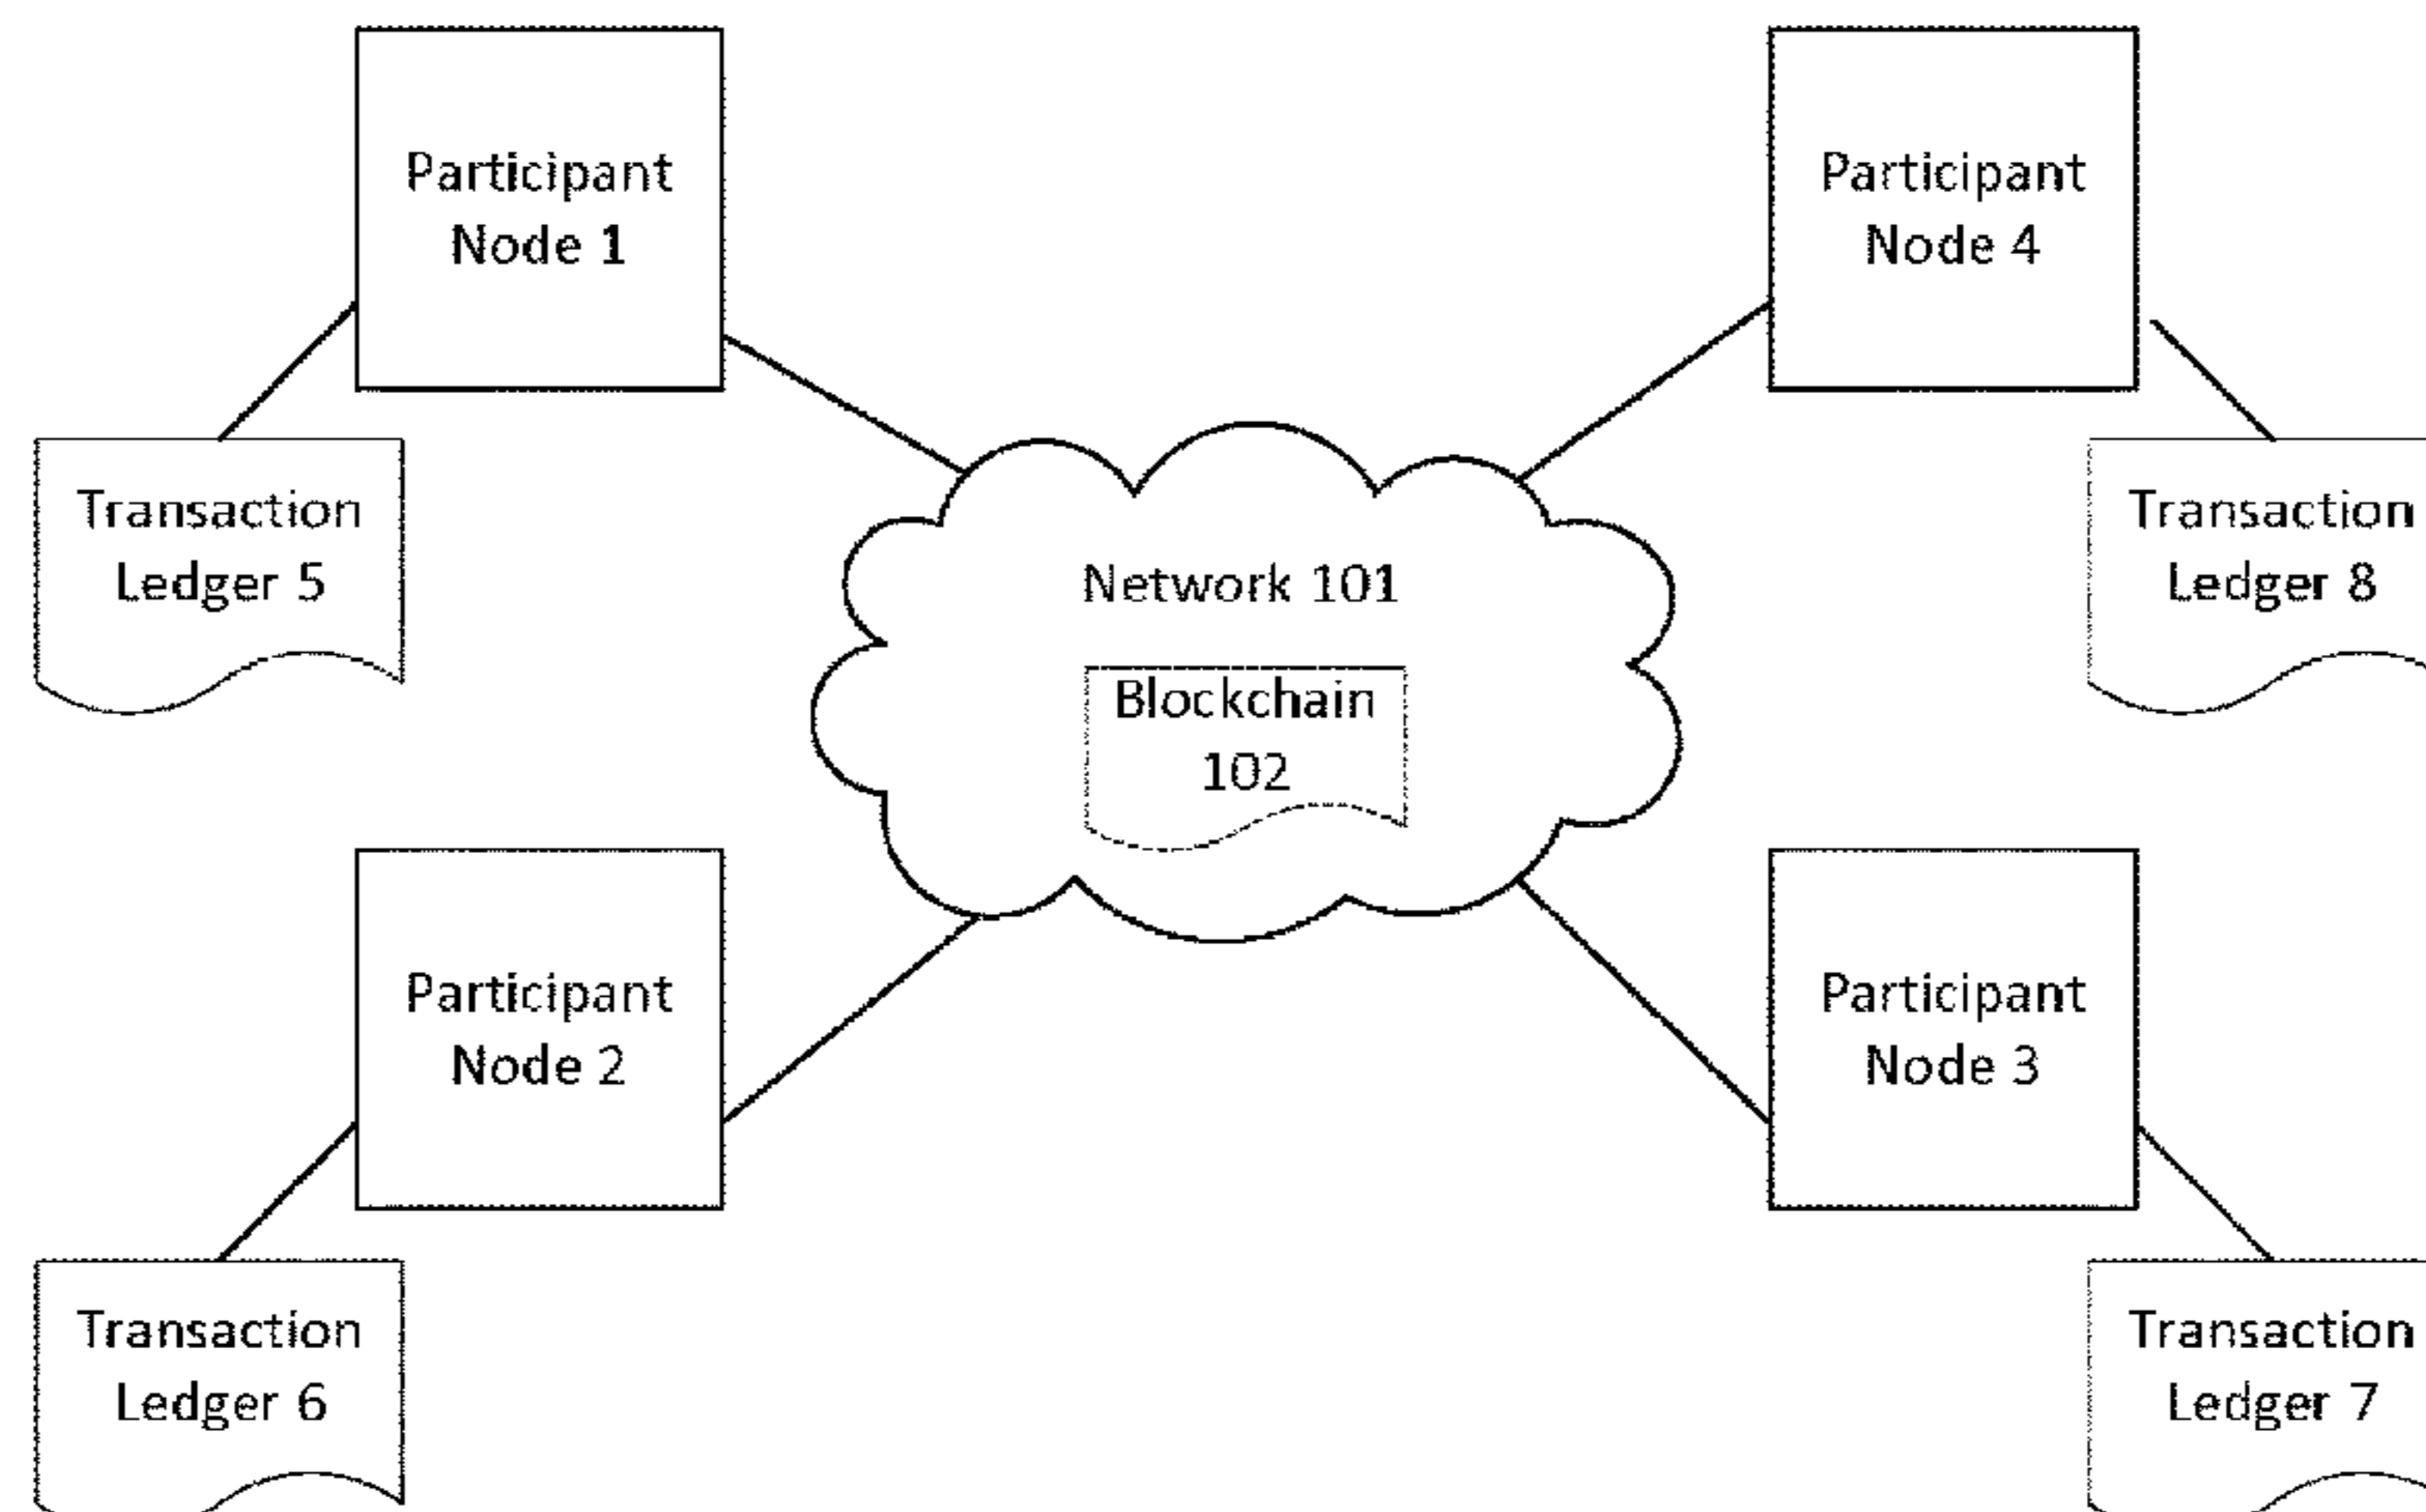 Participant
Node 1
Participant
Node 4
Transaction
Ledger 5
Network 101
Transaction
Ledger 8
Blockchain
102
Participant
Node 2
Participant
Node 3
Transaction
Ledger 6
Transaction
Ledger 7